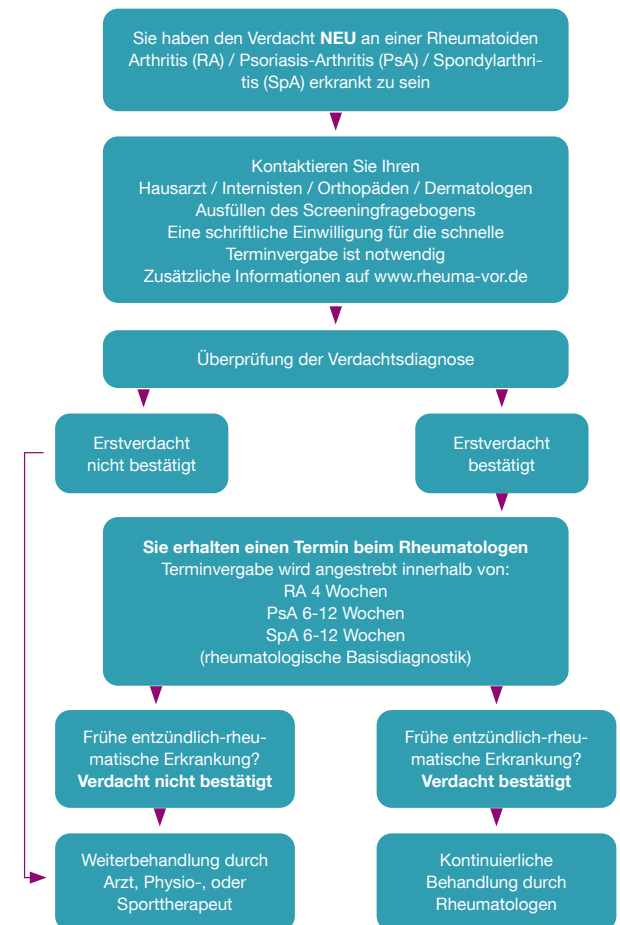 Sie haben den Verdacht NEU an einer Rheumatoiden
Arthritis (RA) / Psoriasis-Arthritis (PsA) / Spondylarthri-
tis (SpA) erkrankt zu sein
Kontaktieren Sie Ihren
Hausarzt / Internisten / Orthopäden / Dermatologen
Ausfüllen des Screeningfragebogens
Eine schriftliche Einwilligung für die schnelle
Terminvergabe ist notwendig
Zusätzliche Informationen auf www.rheuma-vor.de
Überprüfung der Verdachtsdiagnose
Erstverdacht
nicht bestätigt
Erstverdacht
bestätigt
Sie erhalten einen Termin beim Rheumatologen
Terminvergabe wird angestrebt innerhalb von:
RA 4 Wochen
PsA 6-12 Wochen
SpA 6-12 Wochen
(rheumatologische Basisdiagnostik)
Frühe entzündlich-rheu-
matische Erkrankung?
Verdacht nicht bestätigt
Frühe entzündlich-rheu-
matische Erkrankung?
Verdacht bestätigt
Weiterbehandlung durch
Arzt, Physio-, oder
Sporttherapeut
Kontinuierliche
Behandlung durch
Rheumatologen